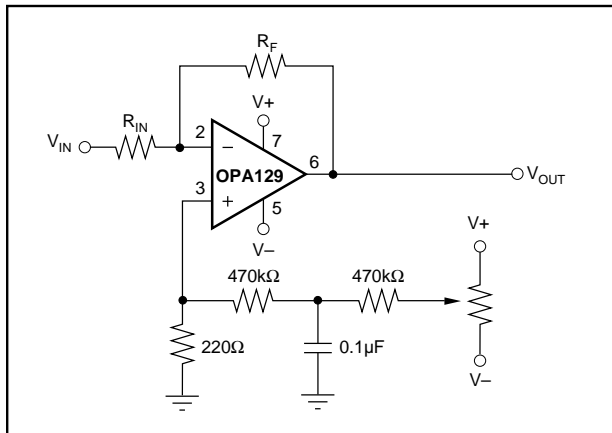 RF
V+
RIN
VIN
2
−
7
6
OPA129
3
+
5
VOUT
V−
V+
470kΩ
470kΩ
220Ω
0.1µF
V−